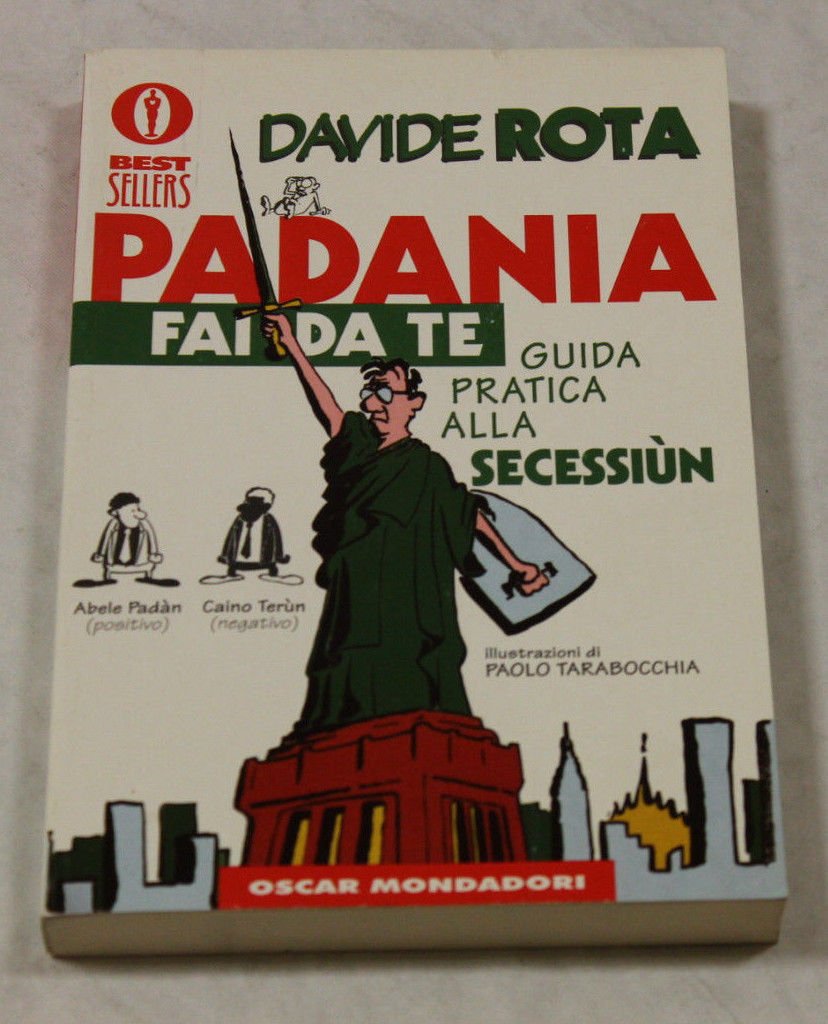 BEST
SELLERS
DAVIDE ROTA
PADANIA
FAI DA TE
GUIDA
PRATICA
ALLA
SECESSIÙN
Abele Padàn
(positivo)
Caino Terùn
(negativo)
illustrazioni di
PAOLO TARABOCCHIA
OSCAR MONDADORI